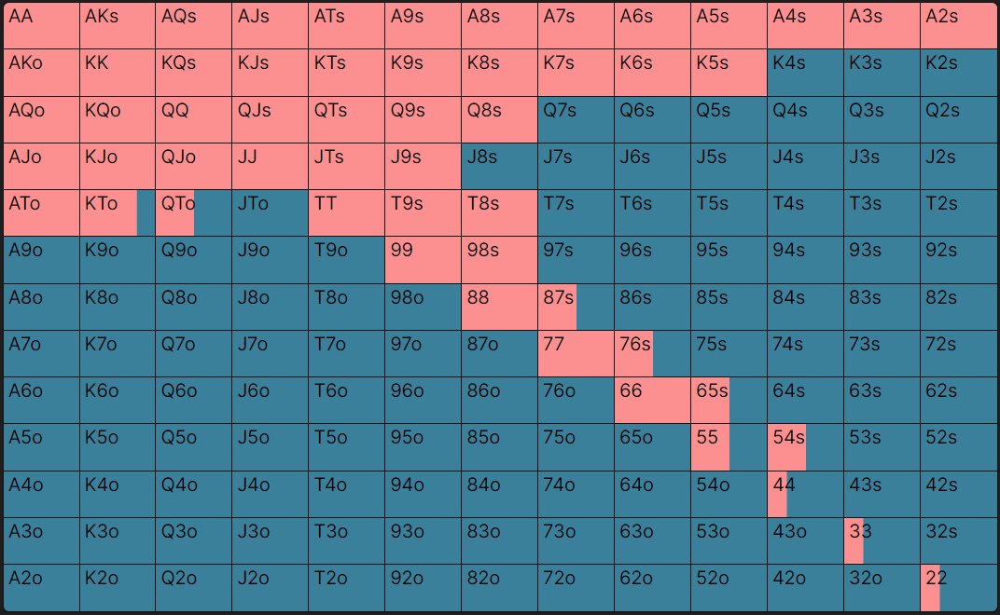 AA AKs AQs AJs ATs A9s A8s A7s A6s A5s A4s A3s A2s
AKo KK KQs KJs KTs K9s K8s K7s K6s K5s K4s K3s K2s
AQo KQo QQ QJs QTs Q9s Q8s Q7s Q6s Q5s Q4s Q3s Q2s
AJo KJo QJo JJ JTs J9s J8s J7s J6s J5s J4s J3s J2s
ATo KTo QTo JTo TT T9s T8s T7s T6s T5s T4s T3s T2s
A9o K9o Q9o J9o T9o 99 98s 97s 96s 95s 94s 93s 92s
A8o K8o Q8o J8o T8o 98o 88 87s 86s 85s 84s 83s 82s
A7o K7o Q7o J7o T7o 97o 87o 77 76s 75s 74s 73s 72s
A6o K6o Q6o J6o T6o 96o 86o 76o 66 65s 64s 63s 62s
A5o K5o Q5o J5o T5o 95o 85o 75o 65o 55 54s 53s 52s
A4o K4o Q4o J4o T4o 94o 84o 74o 64o 54o 44 43s 42s
A3o K3o Q3o J3o T3o 93o 83o 73o 63o 53o 43o 33 32s
A2o K2o Q2o J2o T2o 92o 82o 72o 62o 52o 42o 32o 22